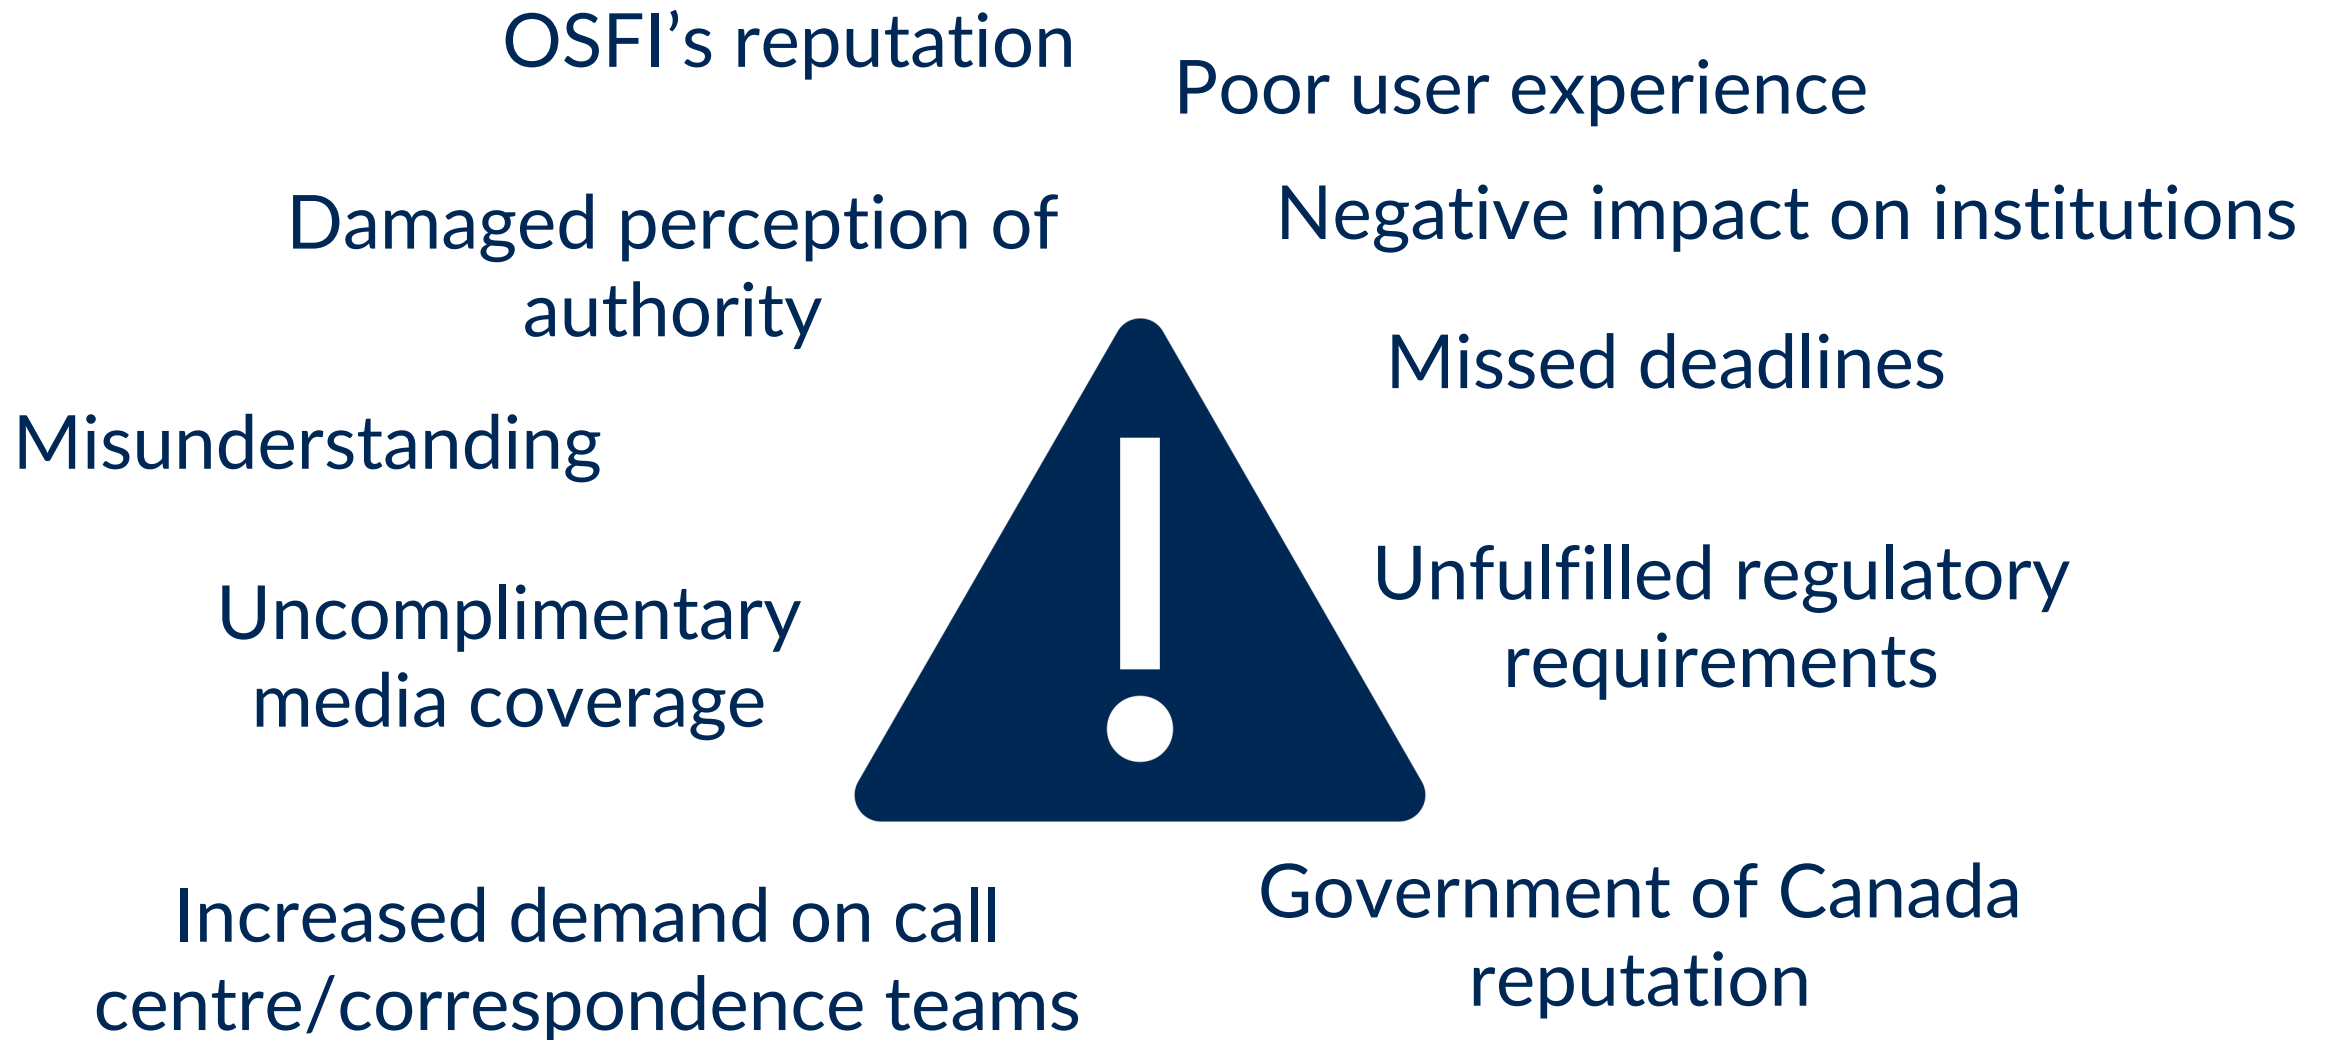 OSFI’s reputation
Poor user experience
Damaged perception of
authority
Negative impact on institutions
Missed deadlines
Misunderstanding
Unfulfilled regulatory
requirements
Uncomplimentary
media coverage
Government of Canada
reputation
Increased demand on call
centre/correspondence teams